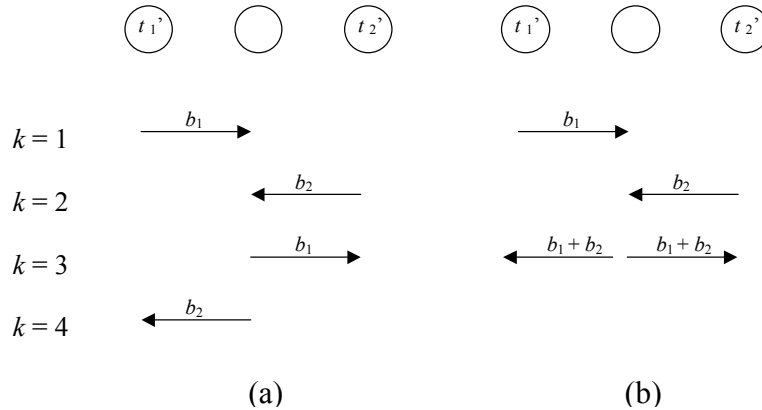 t₁’ t₂’ t₁’ t₂’
k = 1 b₁ b₁
k = 2 b₂ b₂
k = 3 b₁ b₁ + b₂ b₁ + b₂
k = 4 b₂
(a) (b)